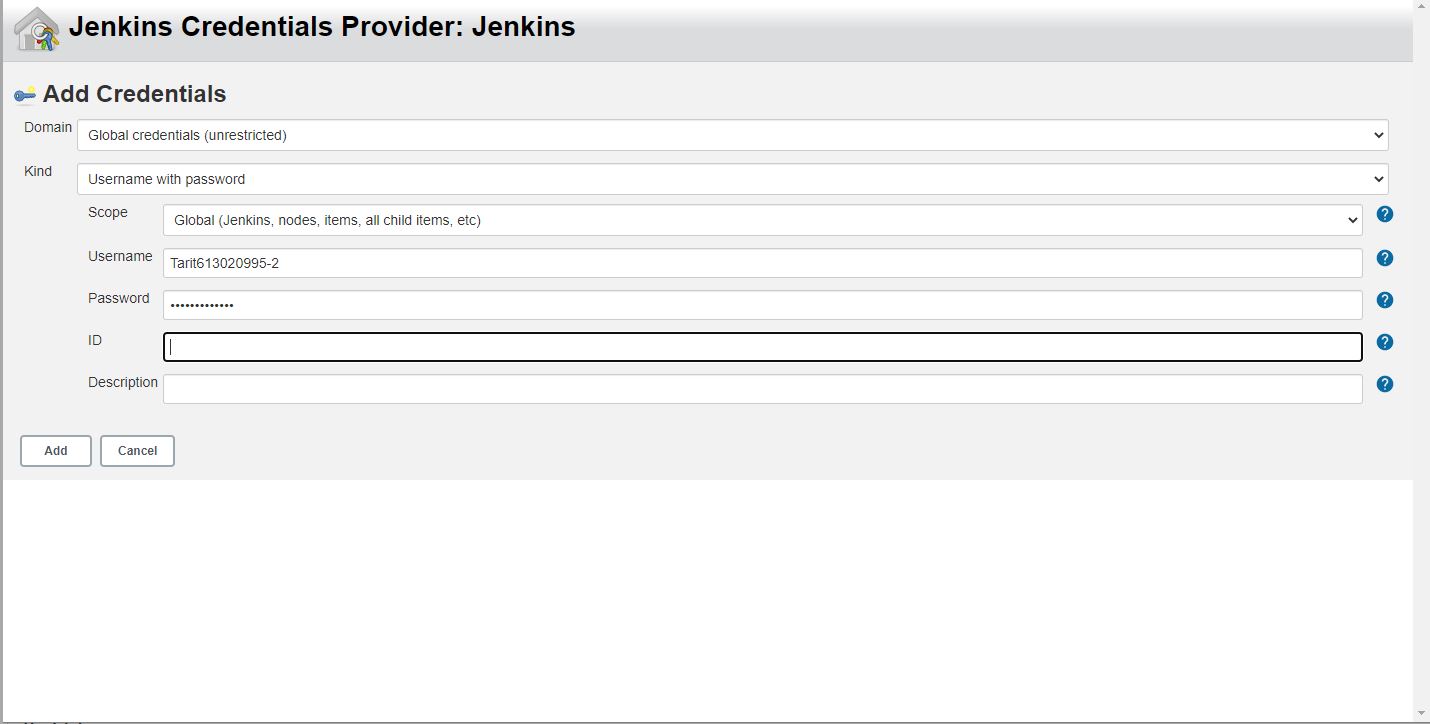 Jenkins Credentials Provider: Jenkins
Add Credentials
Domain Global credentials (unrestricted)
Kind Username with password
Scope Global (Jenkins, nodes, items, all child items, etc) ?
Username Tarit613020995-2 ?
Password ••••••••••••• ?
ID ?
Description ?
Add Cancel